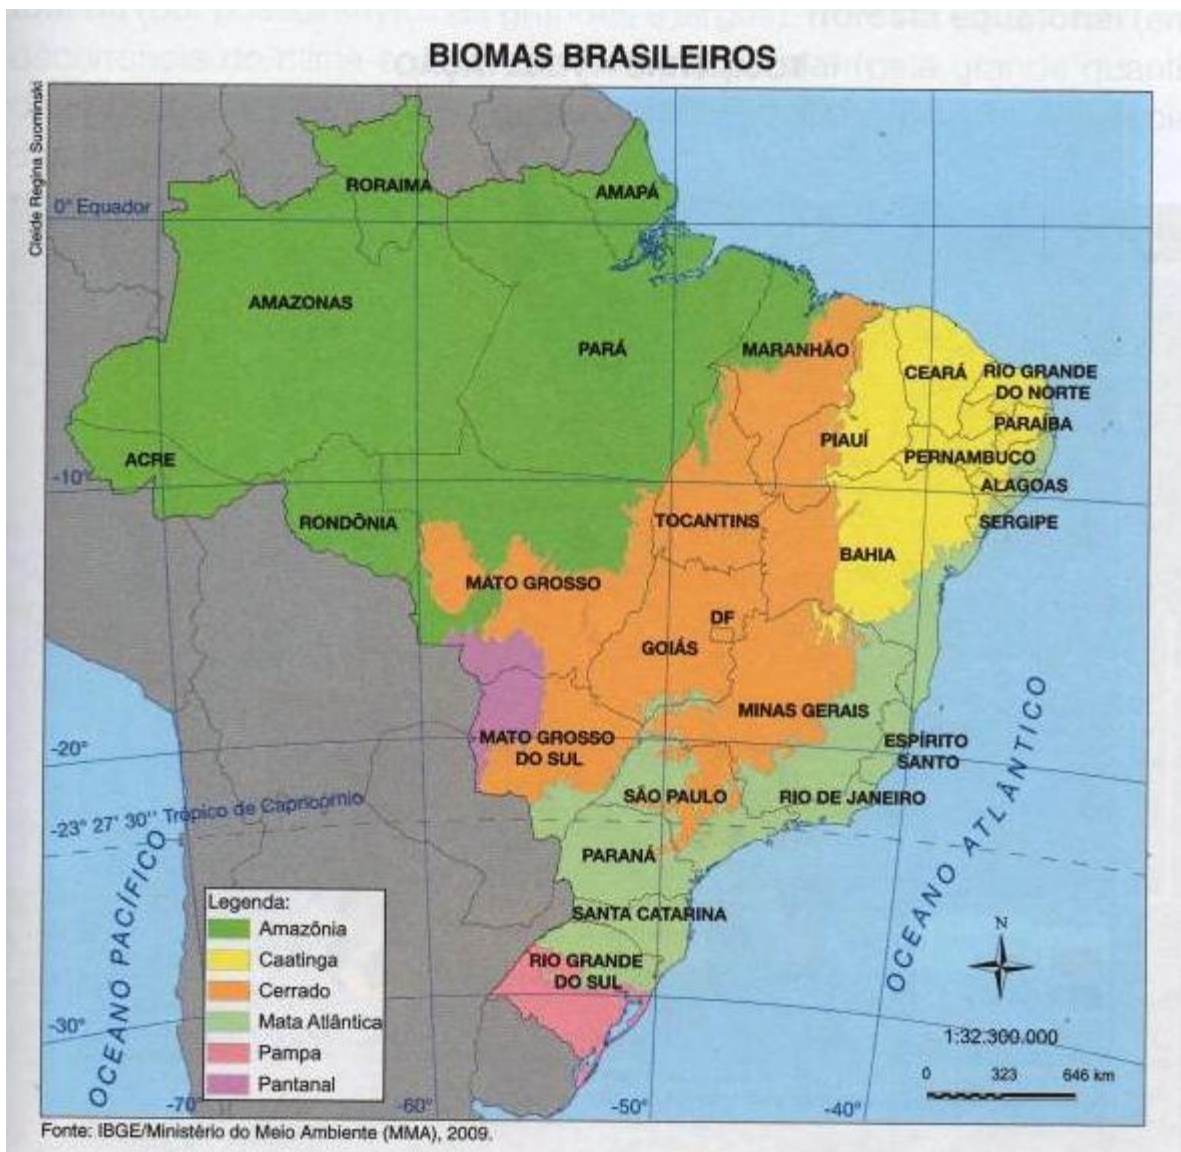 BIOMAS BRASILEIROS
Cleide Regina Suominski
RORAIMA
AMAPÁ
0° Equador
AMAZONAS
PARÁ
MARANHÃO
CEARÁ
RIO GRANDE
DO NORTE
PARAÍBA
PIAUÍ
PERNAMBUCO
ACRE
-10°
ALAGOAS
RONDÔNIA
TOCANTINS
SERGIPE
BAHIA
MATO GROSSO
DF
GOIÁS
MINAS GERAIS
-20°
MATO GROSSO
DO SUL
ESPÍRITO
SANTO
SÃO PAULO
RIO DE JANEIRO
-23° 27' 30'' Trópico de Capricórnio
PARANÁ
OCEANO PACÍFICO
OCEANO ATLÂNTICO
SANTA CATARINA
RIO GRANDE
DO SUL
Legenda:
Amazônia
Caatinga
Cerrado
Mata Atlântica
Pampa
Pantanal
N
-30°
1:32.300.000
0 323 646 km
-70°
-60°
-50°
-40°
Fonte: IBGE/Ministério do Meio Ambiente (MMA), 2009.